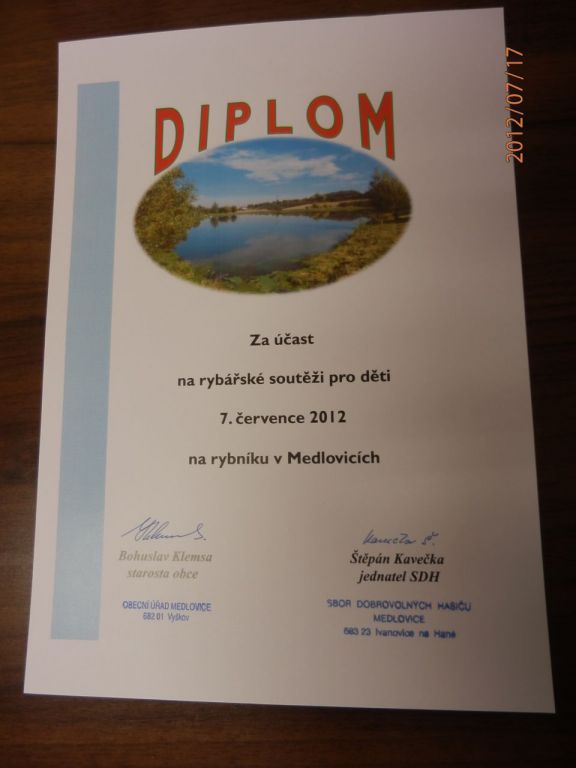 DIPLOM
2012/07/17
Za účast
na rybářské soutěži pro děti
7. července 2012
na rybníku v Medlovicích
Bohuslav Klemsa
starosta obce
OBECNÍ ÚŘAD MEDLOVICE
682 01 Vyškov
Kavečka Š.
Štěpán Kavečka
jednatel SDH
SBOR DOBROVOLNÝCH HASIČŮ
MEDLOVICE
683 23 Ivanovice na Hané